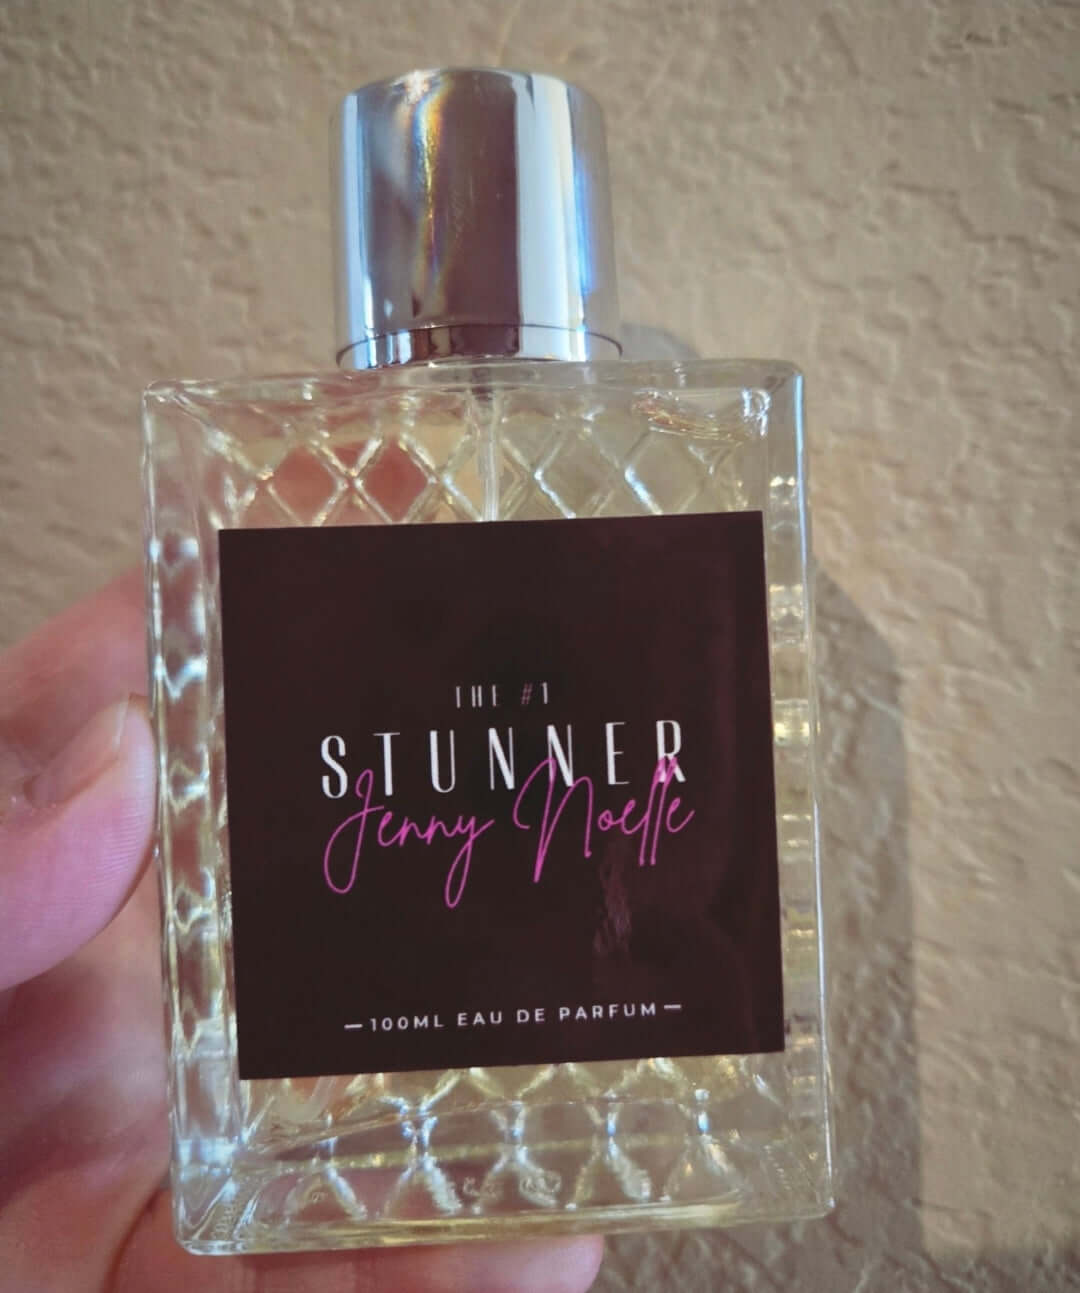 THE #1
STUNNER
Jenny Noelle
—100ML EAU DE PARFUM—